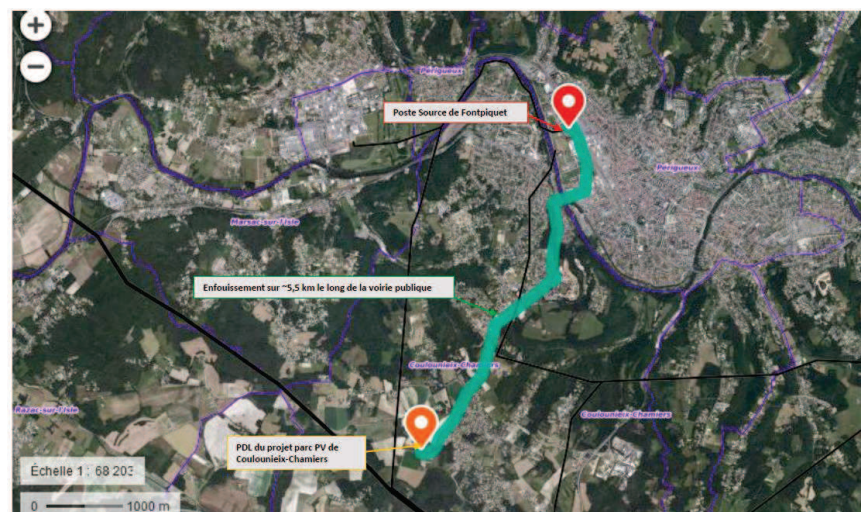 +
−
Périgueux
Poste Source de Fontpiquet
Périgueux
Marsac-sur-l'Isle
Enfouissement sur ~5,5 km le long de la voirie publique
Coulounieix-Chamiers
Razac-sur-l'Isle
Coulounieix-Chamiers
PDL du projet parc PV de
Coulounieix-Chamiers
Échelle 1 : 68 203
0 1000 m